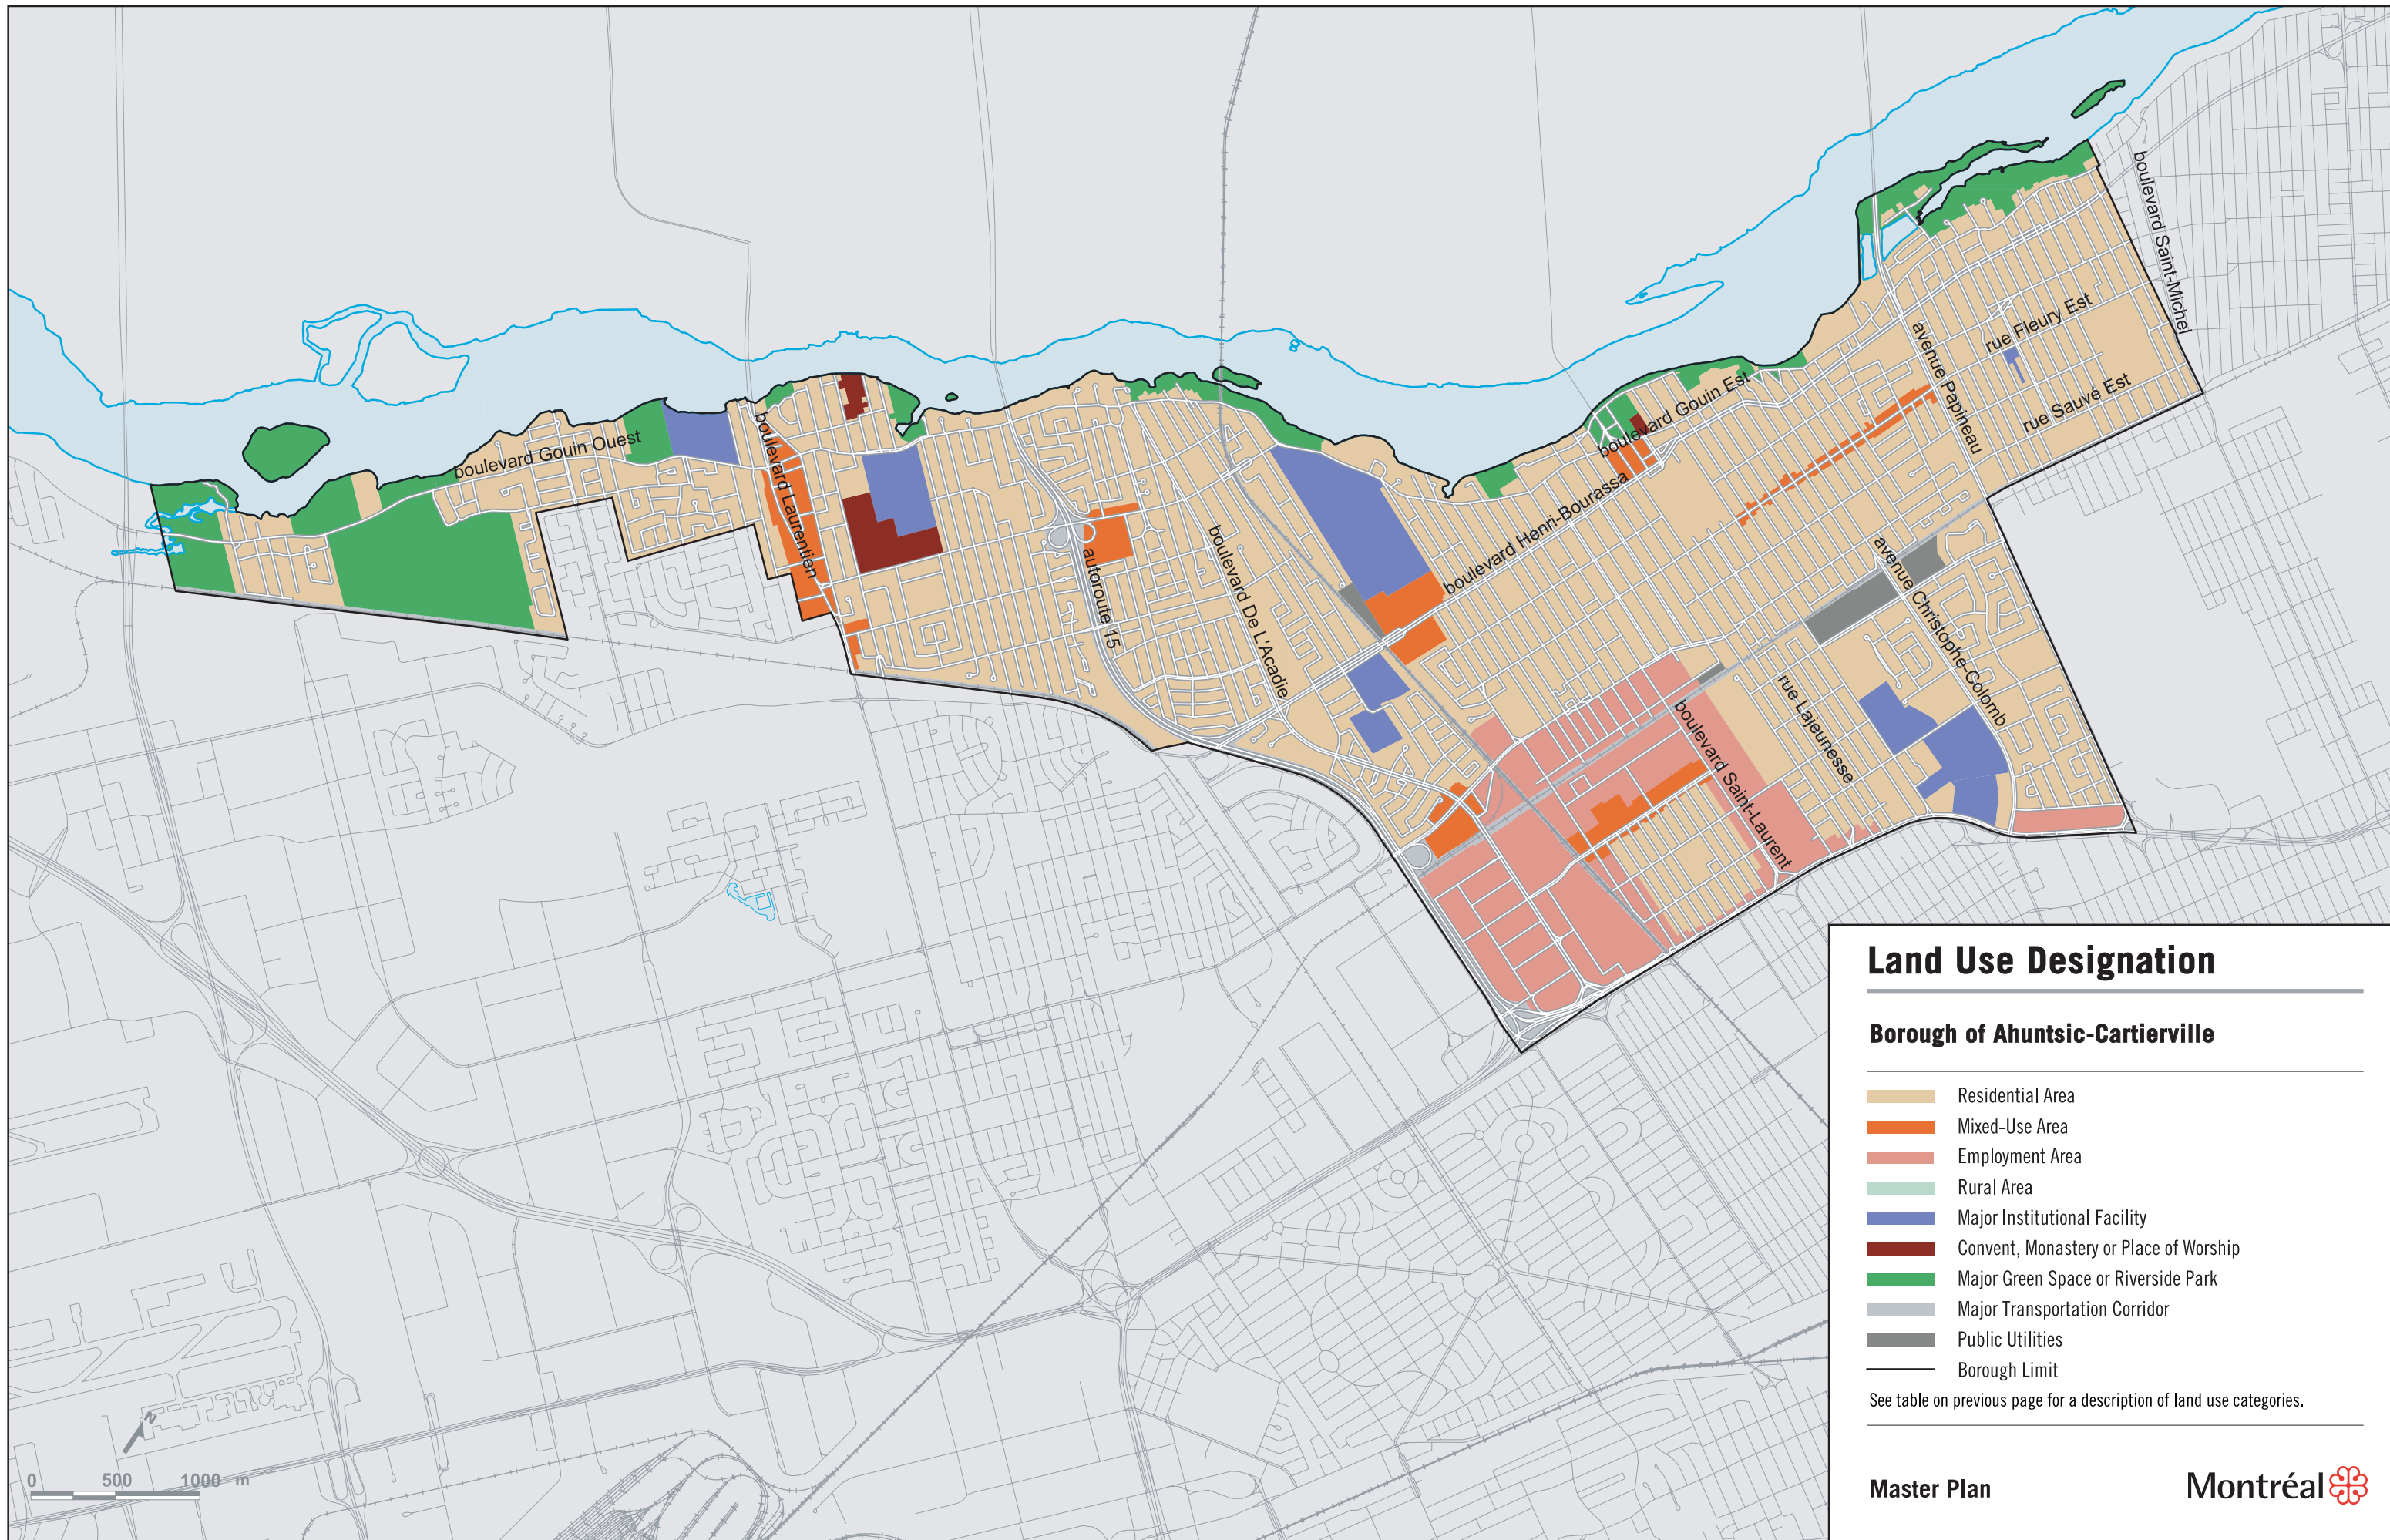 boulevard Saint-Michel
rue Fleury Est
avenue Papineau
rue Sauvé Est
boulevard Gouin Est
boulevard Gouin Ouest
boulevard Laurentien
boulevard Henri-Bourassa
autoroute 15
boulevard De L'Acadie
avenue Christophe-Colomb
rue Lajeunesse
boulevard Saint-Laurent
Land Use Designation
Borough of Ahuntsic-Cartierville
Residential Area
Mixed-Use Area
Employment Area
Rural Area
Major Institutional Facility
Convent, Monastery or Place of Worship
Major Green Space or Riverside Park
Major Transportation Corridor
Public Utilities
Borough Limit
See table on previous page for a description of land use categories.
Master Plan
Montréal
N
0 500 1000 m